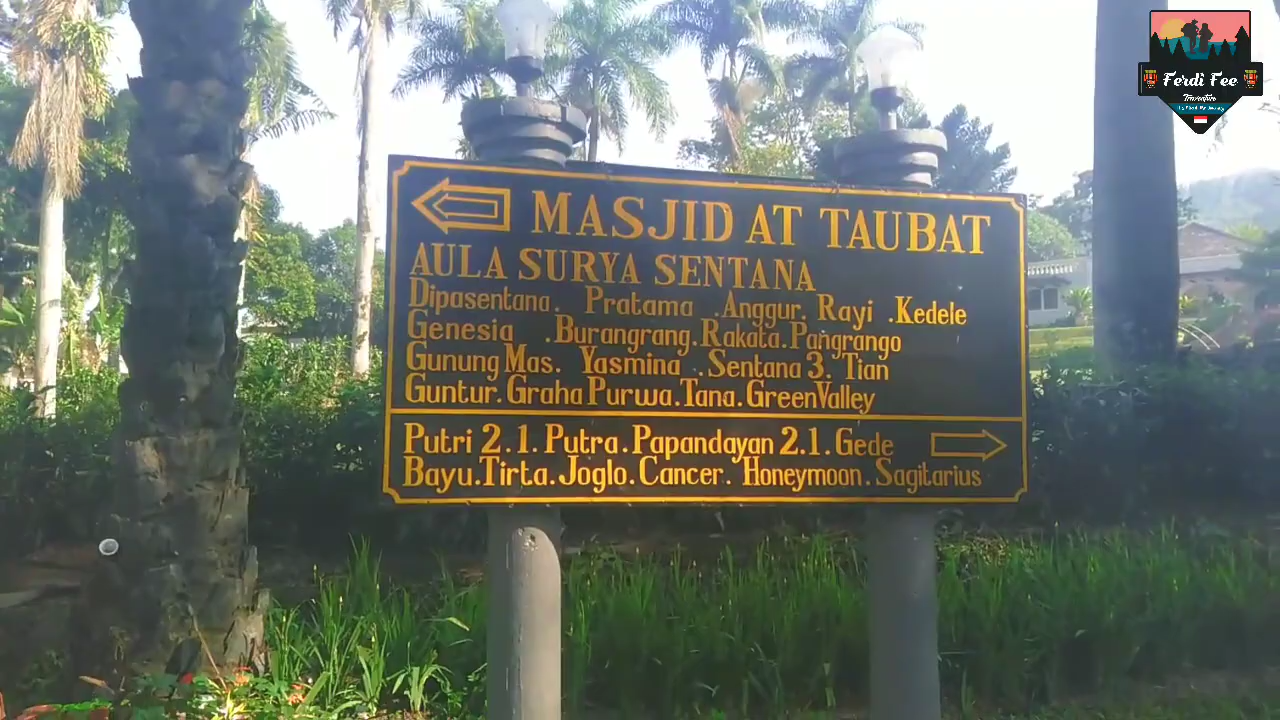 Ferdi Fee
MASJID AT TAUBAT
AULA SURYA SENTANA
Dipasentana. Pratama .Anggur. Rayi .Kedele
Genesia .Burangrang.Rakata.Pangrango
Gunung Mas. Yasmina .Sentana 3. Tian
Guntur.Graha Purwa.Tana.GreenValley
Putri 2.1.Putra.Papandayan 2.1.Gede
Bayu.Tirta.Joglo.Cancer. Honeymoon.Sagitarius